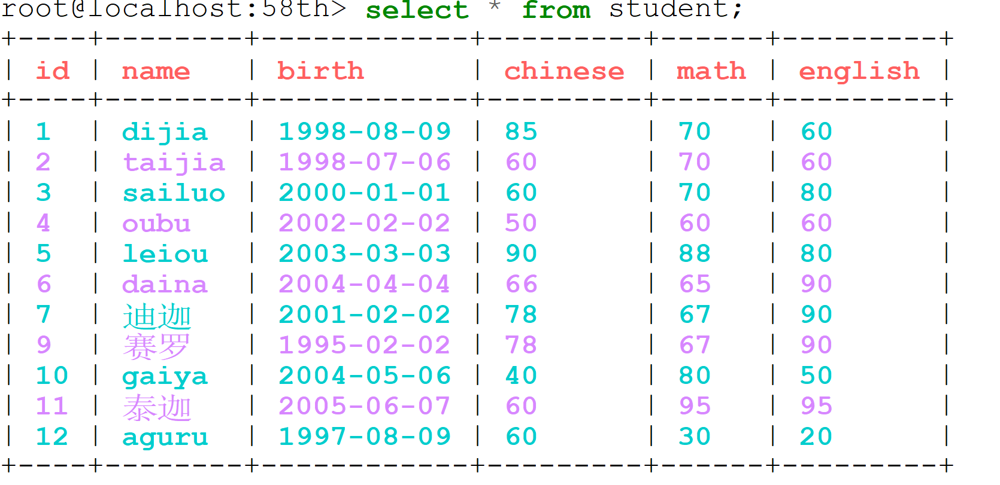 root@localhost:58th> select * from student;
+----+--------+------------+---------+------+---------+
| id | name   | birth      | chinese | math | english |
+----+--------+------------+---------+------+---------+
| 1  | dijia  | 1998-08-09 | 85      | 70   | 60      |
| 2  | taijia | 1998-07-06 | 60      | 70   | 60      |
| 3  | sailuo | 2000-01-01 | 60      | 70   | 80      |
| 4  | oubu   | 2002-02-02 | 50      | 60   | 60      |
| 5  | leiou  | 2003-03-03 | 90      | 88   | 80      |
| 6  | daina  | 2004-04-04 | 66      | 65   | 90      |
| 7  | 迪迦   | 2001-02-02 | 78      | 67   | 90      |
| 9  | 赛罗   | 1995-02-02 | 78      | 67   | 90      |
| 10 | gaiya  | 2004-05-06 | 40      | 80   | 50      |
| 11 | 泰迦   | 2005-06-07 | 60      | 95   | 95      |
| 12 | aguru  | 1997-08-09 | 60      | 30   | 20      |
+----+--------+------------+---------+------+---------+